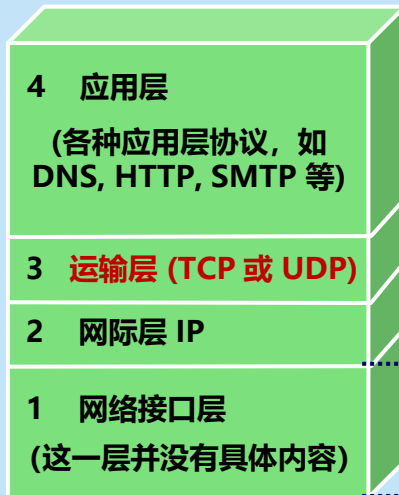 4 应用层
(各种应用层协议，如
DNS, HTTP, SMTP 等)
3 运输层 (TCP 或 UDP)
2 网际层 IP
1 网络接口层
(这一层并没有具体内容)